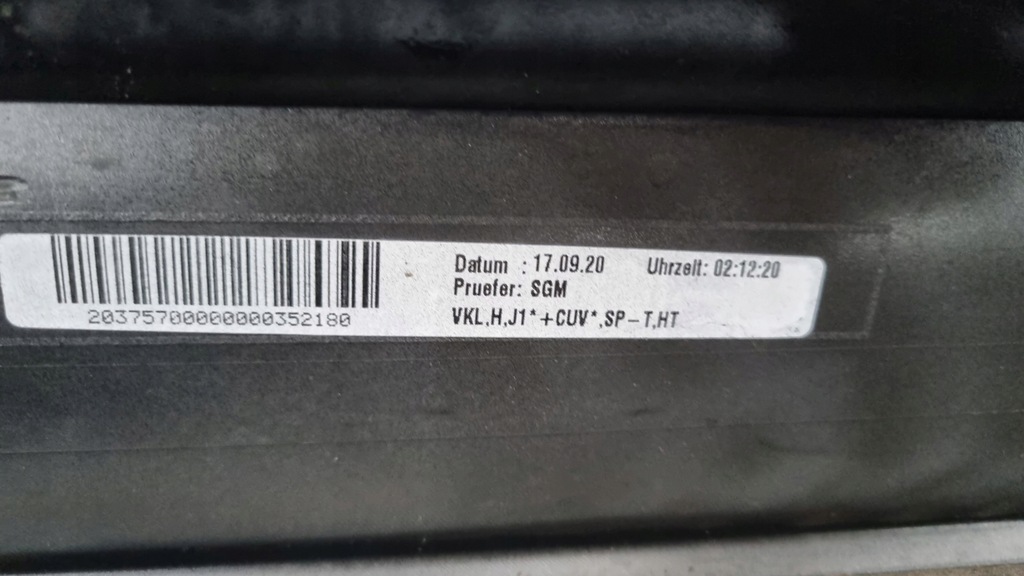 Datum : 17.09.20 Uhrzeit: 02:12:20
Pruefer: SGM
20375700000000352180 VKL,H,J1*+CUV*,SP-T,HT